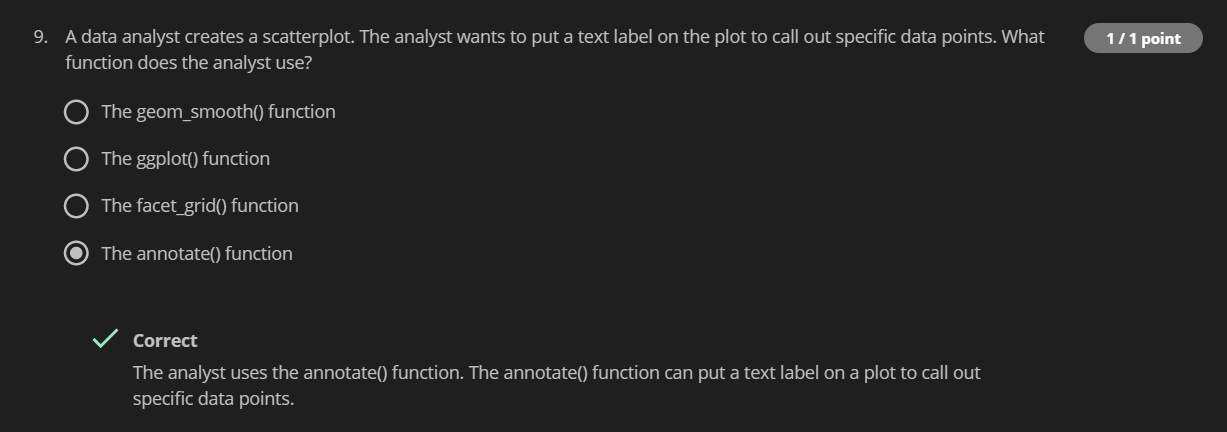 9. A data analyst creates a scatterplot. The analyst wants to put a text label on the plot to call out specific data points. What
function does the analyst use?
1 / 1 point
The geom_smooth() function
The ggplot() function
The facet_grid() function
The annotate() function
Correct
The analyst uses the annotate() function. The annotate() function can put a text label on a plot to call out
specific data points.